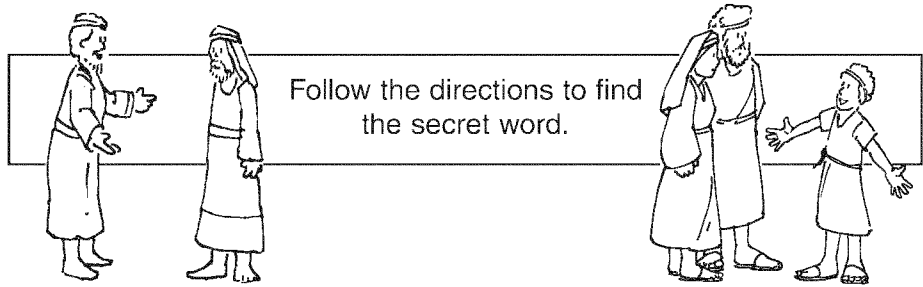 Follow the directions to find
the secret word.